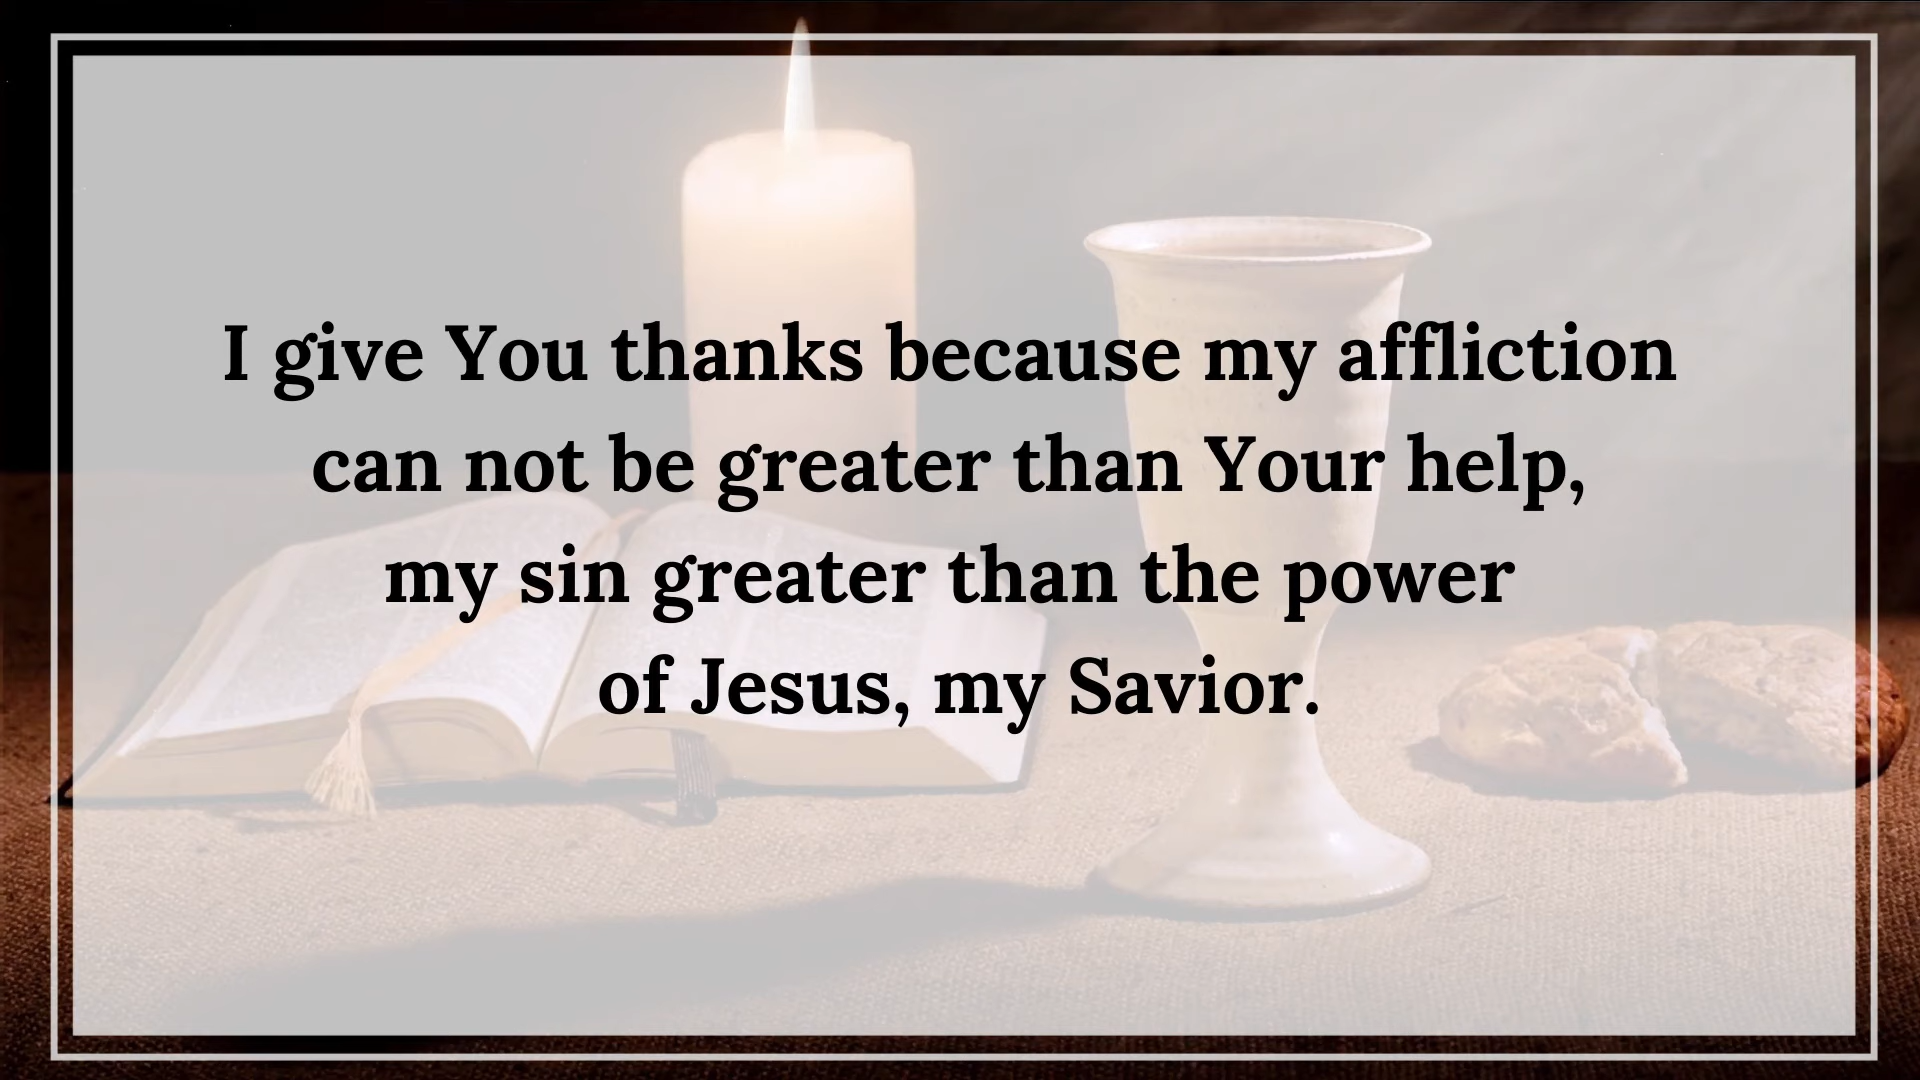 I give You thanks because my affliction
can not be greater than Your help,
my sin greater than the power
of Jesus, my Savior.